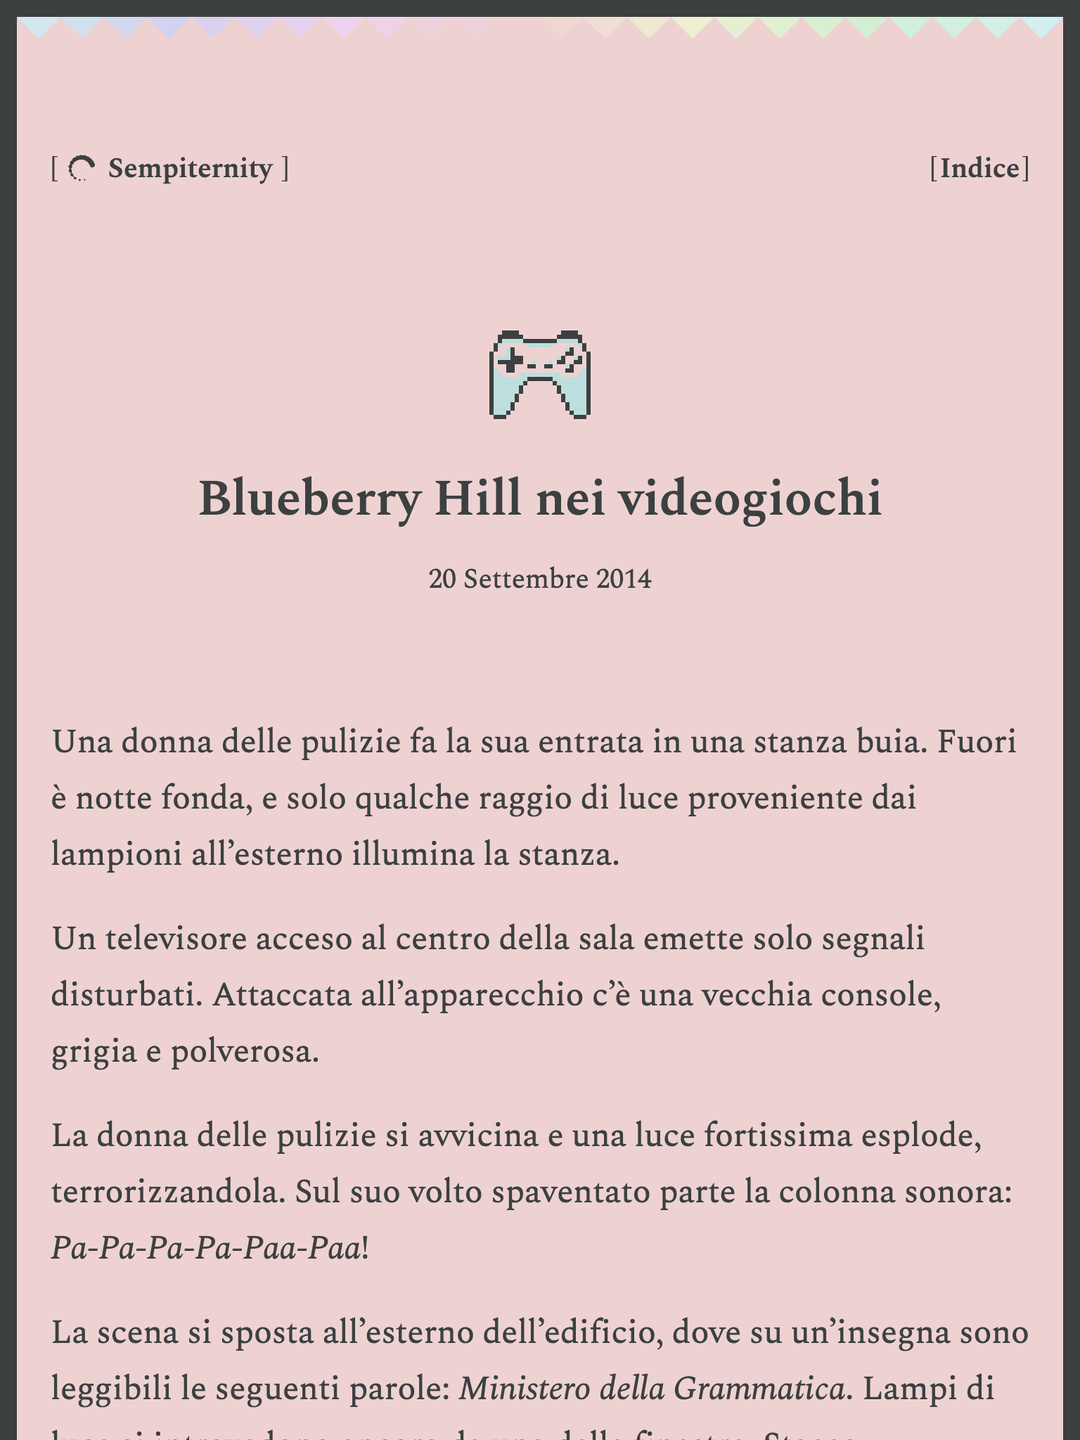 [ Sempiternity ]
[Indice]
Blueberry Hill nei videogiochi
20 Settembre 2014
Una donna delle pulizie fa la sua entrata in una stanza buia. Fuori
è notte fonda, e solo qualche raggio di luce proveniente dai
lampioni all’esterno illumina la stanza.
Un televisore acceso al centro della sala emette solo segnali
disturbati. Attaccata all’apparecchio c’è una vecchia console,
grigia e polverosa.
La donna delle pulizie si avvicina e una luce fortissima esplode,
terrorizzandola. Sul suo volto spaventato parte la colonna sonora:
Pa-Pa-Pa-Pa-Paa-Paa!
La scena si sposta all’esterno dell’edificio, dove su un’insegna sono
leggibili le seguenti parole: Ministero della Grammatica. Lampi di